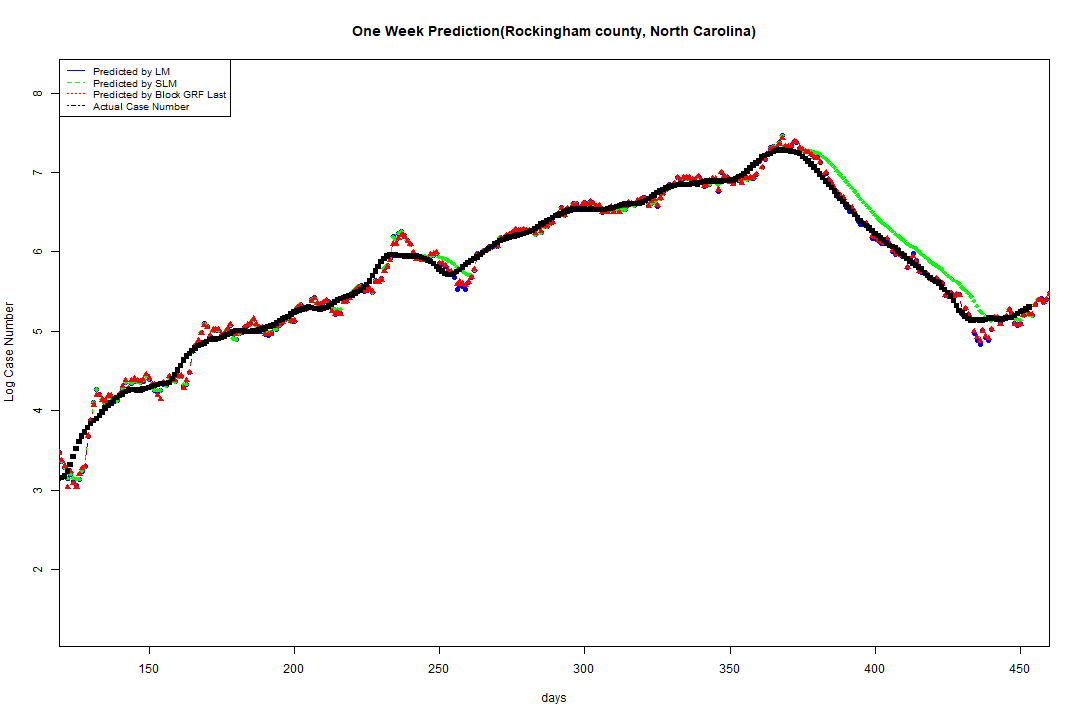 One Week Prediction(Rockingham county, North Carolina)
Predicted by LM
Predicted by SLM
Predicted by Block GRF Last
Actual Case Number
8
7
6
5
4
3
2
Log Case Number
150 200 250 300 350 400 450
days